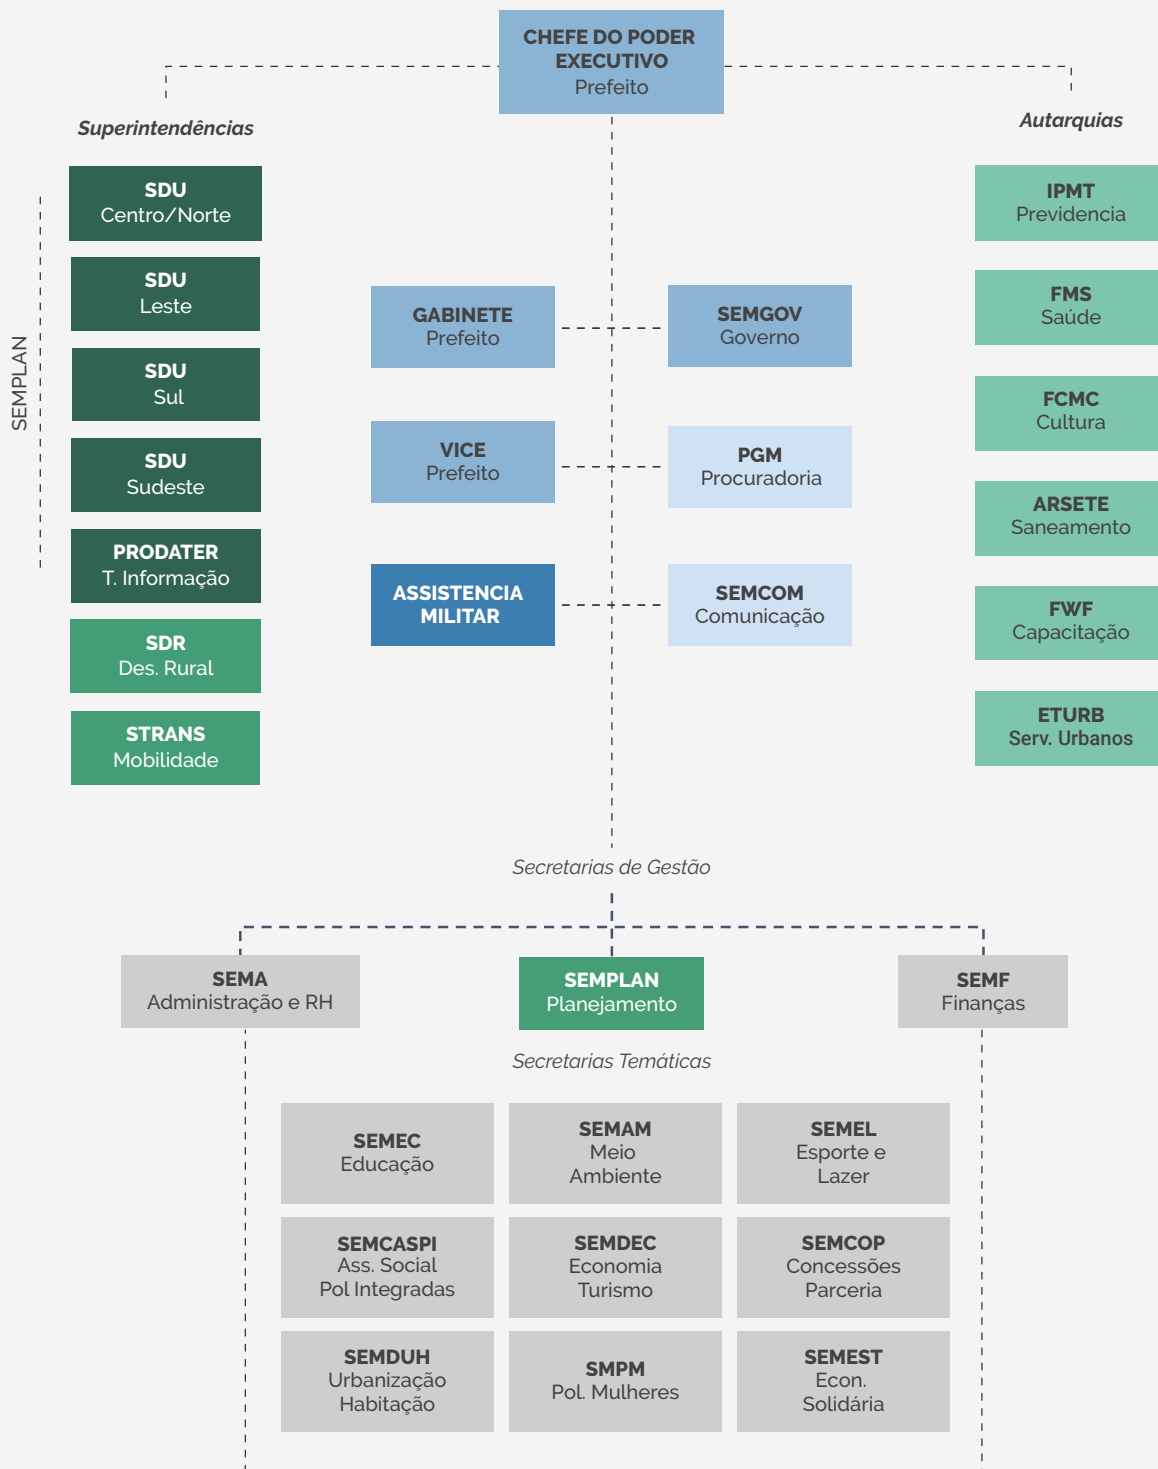 CHEFE DO PODER
EXECUTIVO
Prefeito
Superintendências
SEMPLAN
SDU
Centro/Norte
SDU
Leste
SDU
Sul
SDU
Sudeste
PRODATER
T. Informação
SDR
Des. Rural
STRANS
Mobilidade
GABINETE
Prefeito
SEMGOV
Governo
VICE
Prefeito
PGM
Procuradoria
ASSISTENCIA
MILITAR
SEMCOM
Comunicação
Autarquias
IPMT
Previdencia
FMS
Saúde
FCMC
Cultura
ARSETE
Saneamento
FWF
Capacitação
ETURB
Serv. Urbanos
Secretarias de Gestão
SEMA
Administração e RH
SEMPLAN
Planejamento
SEMF
Finanças
Secretarias Temáticas
SEMEC
Educação
SEMAM
Meio
Ambiente
SEMEL
Esporte e
Lazer
SEMCASPI
Ass. Social
Pol Integradas
SEMDEC
Economia
Turismo
SEMCOP
Concessões
Parceria
SEMDUH
Urbanização
Habitação
SMPM
Pol. Mulheres
SEMEST
Econ.
Solidária